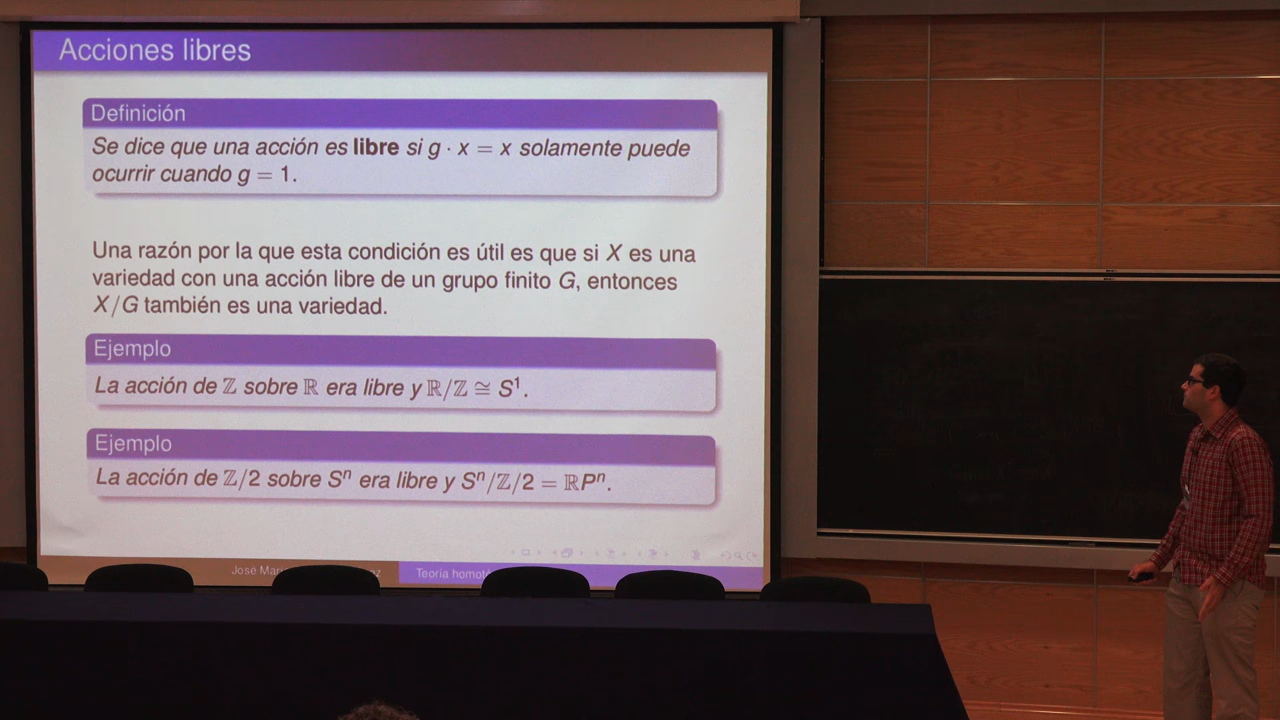 Acciones libres
Definición
Se dice que una acción es libre si g · x = x solamente puede
ocurrir cuando g = 1.
Una razón por la que esta condición es útil es que si X es una
variedad con una acción libre de un grupo finito G, entonces
X/G también es una variedad.
Ejemplo
La acción de ℤ sobre ℝ era libre y ℝ/ℤ ≅ S¹.
Ejemplo
La acción de ℤ/2 sobre Sⁿ era libre y Sⁿ/ℤ/2 = ℝPⁿ.
José
Teoría